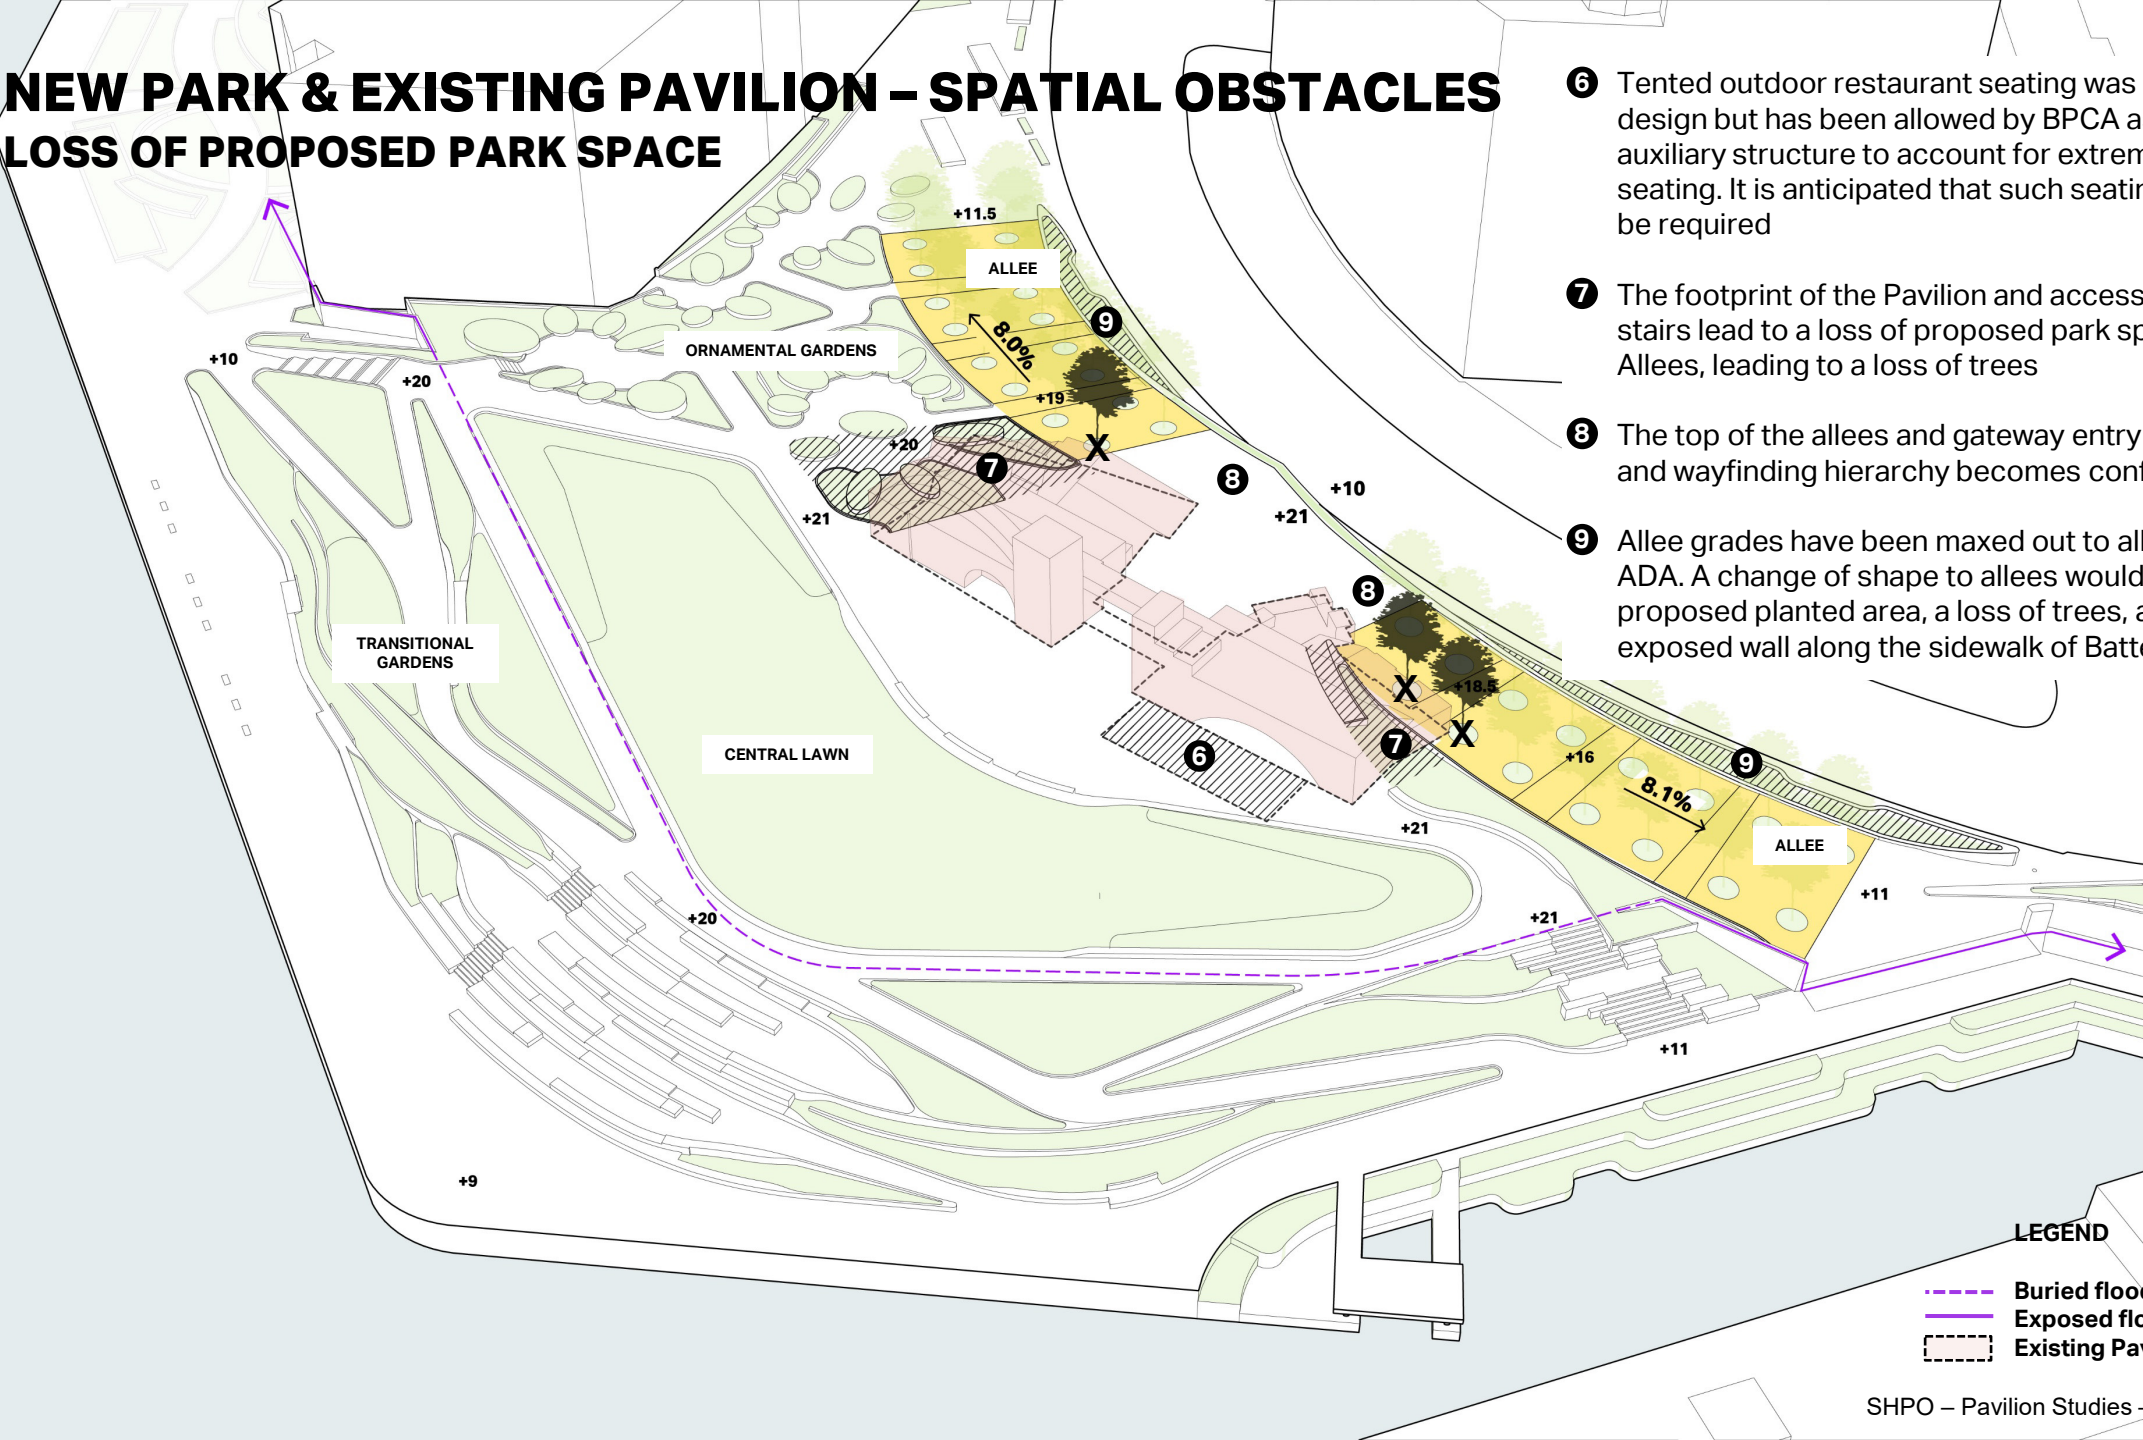 NEW PARK & EXISTING PAVILION – SPATIAL OBSTACLES
LOSS OF PROPOSED PARK SPACE
6 Tented outdoor restaurant seating was
design but has been allowed by BPCA a
auxiliary structure to account for extrem
seating. It is anticipated that such seatin
be required
7 The footprint of the Pavilion and access
stairs lead to a loss of proposed park sp
Allees, leading to a loss of trees
8 The top of the allees and gateway entry
and wayfinding hierarchy becomes conf
9 Allee grades have been maxed out to all
ADA. A change of shape to allees would
proposed planted area, a loss of trees, a
exposed wall along the sidewalk of Batte
+11.5
ALLEE
9
8.0%
ORNAMENTAL GARDENS
+10
+20
+19
X
+20
7
8
+10
+21
+21
8
TRANSITIONAL
GARDENS
X
+18.5
X
CENTRAL LAWN
6
7
+16
9
8.1%
+21
ALLEE
+11
+20
+21
+11
+9
LEGEND
Buried flood
Exposed flo
Existing Pav
SHPO – Pavilion Studies -